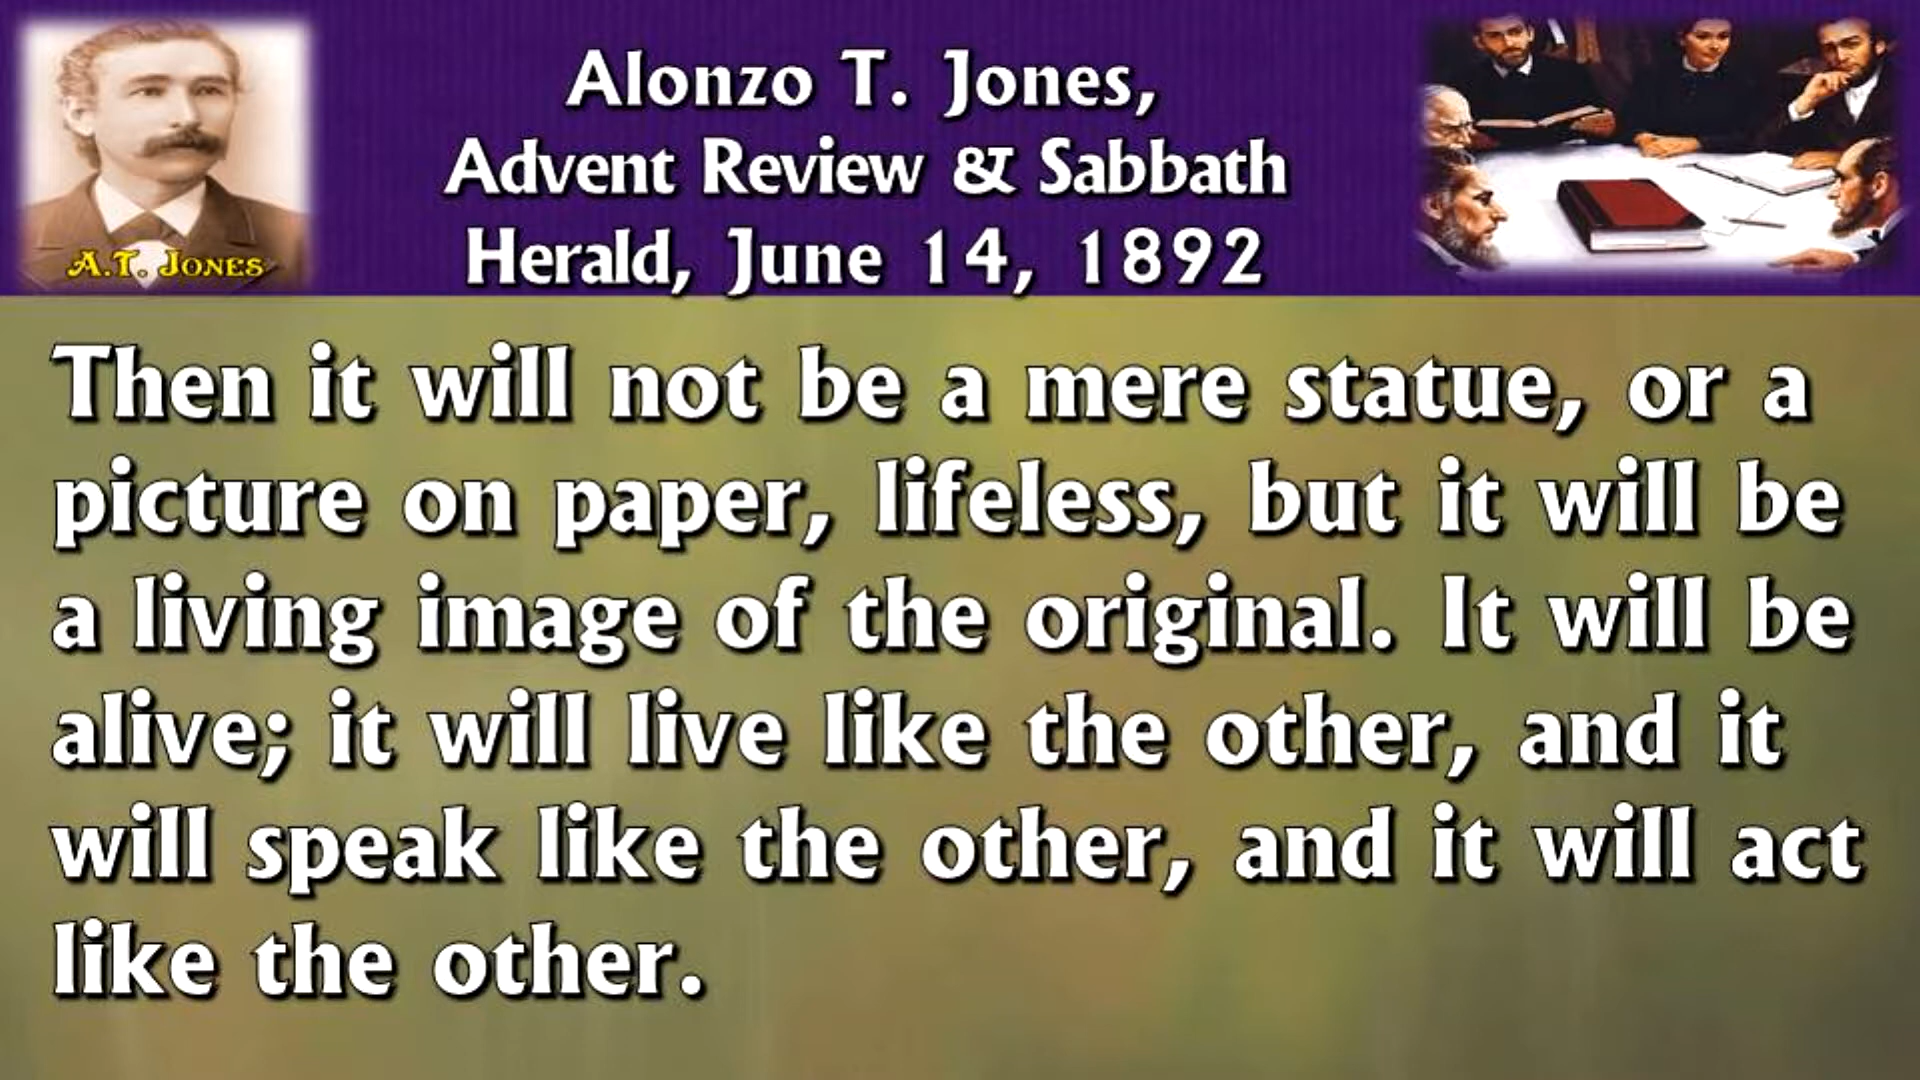 Alonzo T. Jones,
Advent Review & Sabbath
Herald, June 14, 1892
A.T. JONES
Then it will not be a mere statue, or a
picture on paper, lifeless, but it will be
a living image of the original. It will be
alive; it will live like the other, and it
will speak like the other, and it will act
like the other.